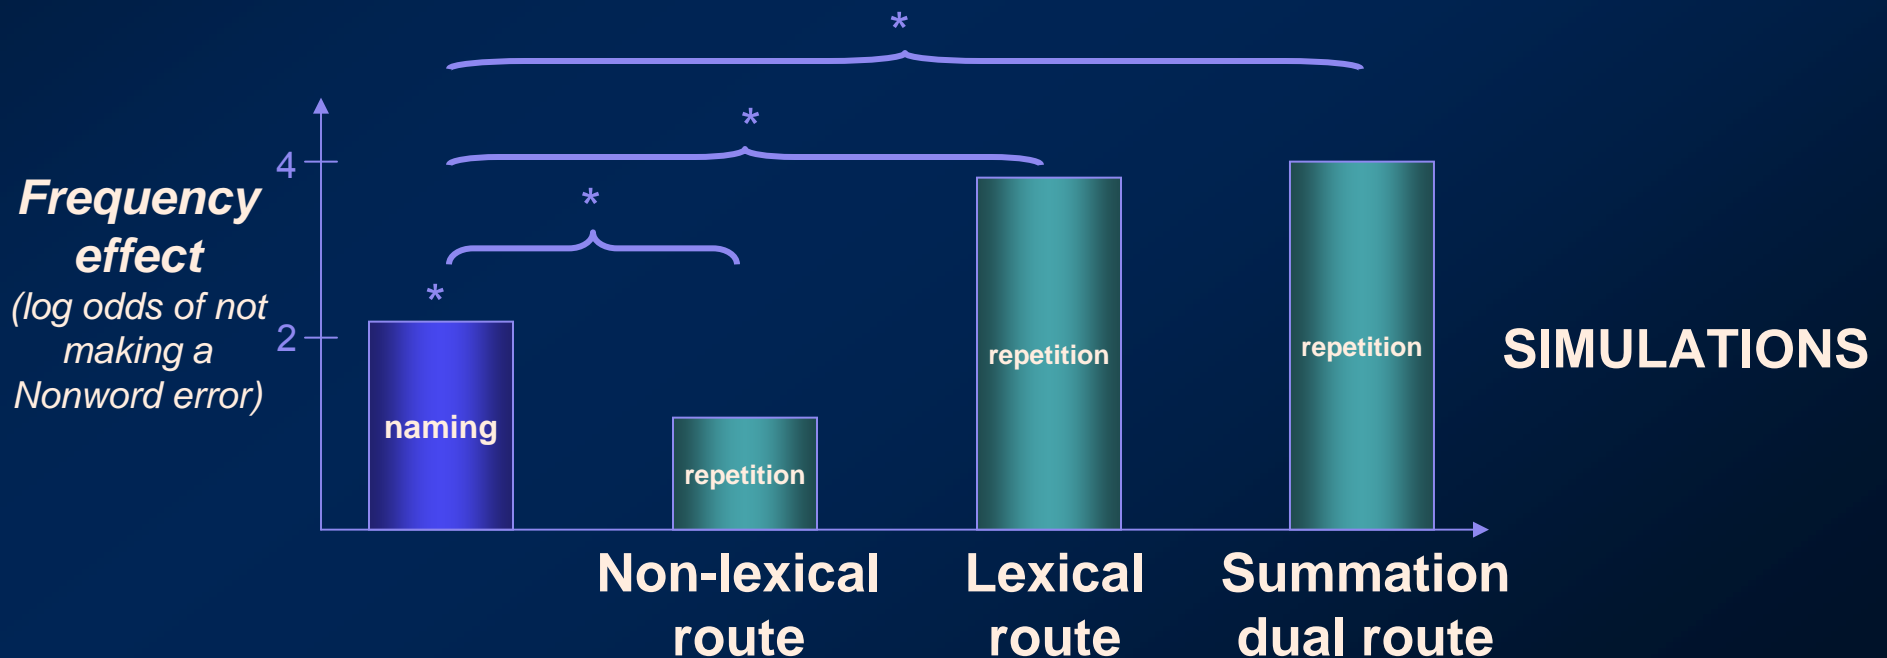 *
*
4
Frequency
effect
(log odds of not
making a
Nonword error)
*
*
2
naming
repetition
repetition
repetition
SIMULATIONS
Non-lexical
route
Lexical
route
Summation
dual route